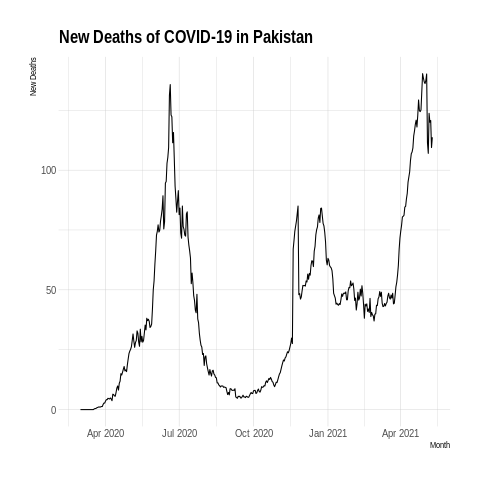 New Deaths of COVID-19 in Pakistan
New Deaths
100
50
0
Apr 2020
Jul 2020
Oct 2020
Jan 2021
Apr 2021
Month